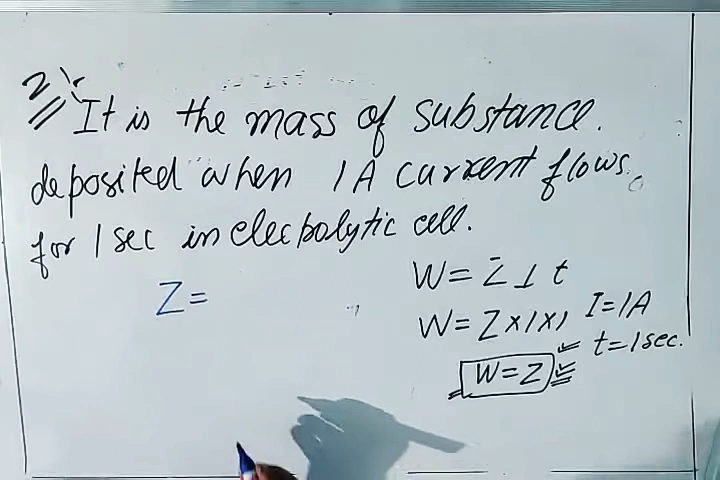 2
It is the mass of substance.
deposited when 1A current flows.
for 1 sec in elecbolytic cell.
Z=
W= Z I t
W= Z×1×1 I=1A
t=1sec.
W=Z